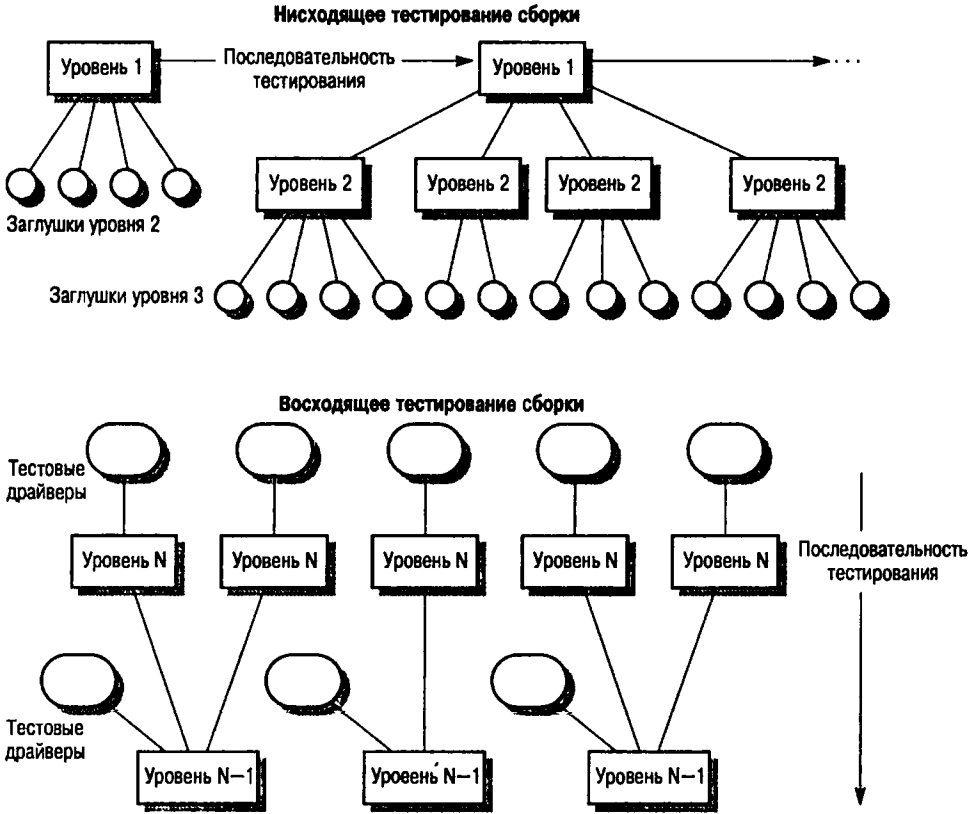 Нисходящее тестирование сборки
Уровень 1
Последовательность
тестирования
Уровень 1
...
Уровень 2
Уровень 2
Уровень 2
Уровень 2
Заглушки уровня 2
Заглушки уровня 3
Восходящее тестирование сборки
Тестовые
драйверы
Уровень N
Уровень N
Уровень N
Уровень N
Уровень N
Последовательность
тестирования
Тестовые
драйверы
Уровень N–1
Уровень N–1
Уровень N–1